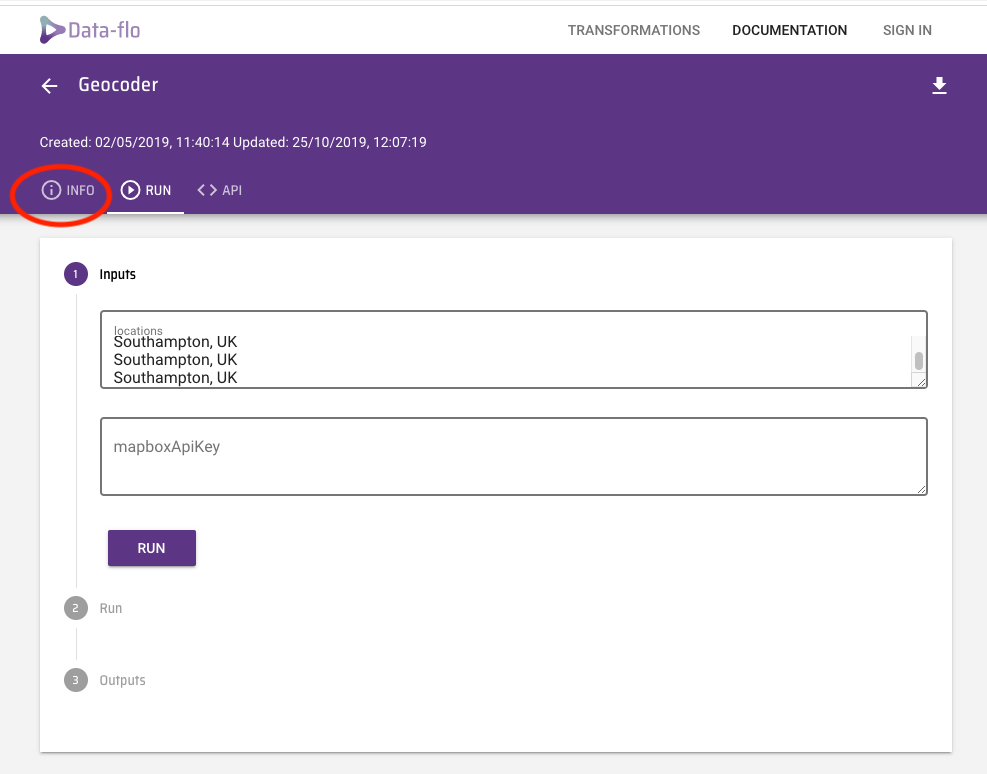 Data-flo
TRANSFORMATIONS DOCUMENTATION SIGN IN
Geocoder
Created: 02/05/2019, 11:40:14 Updated: 25/10/2019, 12:07:19
INFO RUN API
1 Inputs
locations
Southampton, UK
Southampton, UK
Southampton, UK
mapboxApiKey
RUN
2 Run
3 Outputs